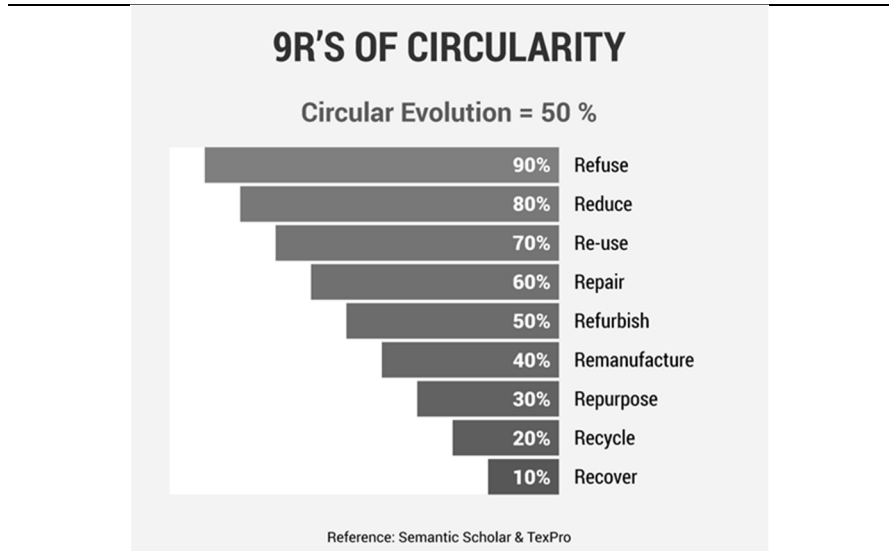 9R’S OF CIRCULARITY
Circular Evolution = 50 %
90% Refuse
80% Reduce
70% Re-use
60% Repair
50% Refurbish
40% Remanufacture
30% Repurpose
20% Recycle
10% Recover
Reference: Semantic Scholar & TexPro